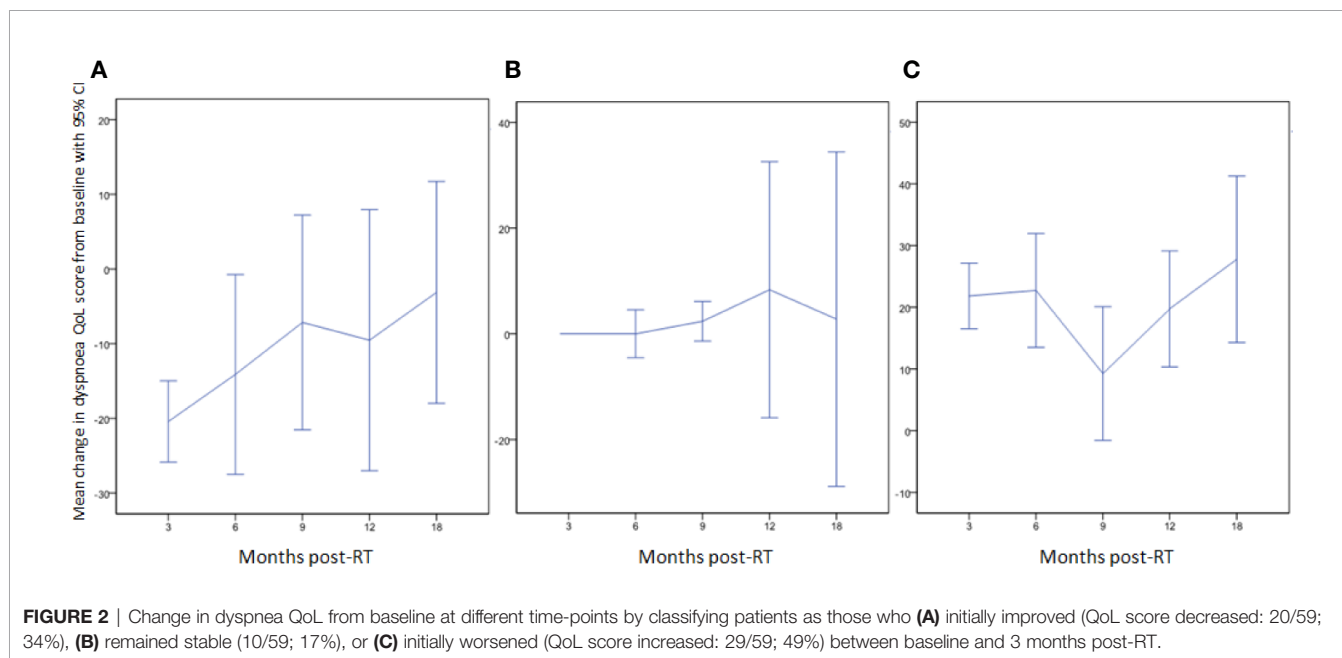 A
B
C
Mean change in dyspnoea QoL score from baseline with 95% CI
20
10
0
-10
-20
-30
3 6 9 12 18
Months post-RT
40
20
0
-20
3 6 9 12 18
Months post-RT
50
40
30
20
10
0
-10
3 6 9 12 18
Months post-RT
FIGURE 2 | Change in dyspnea QoL from baseline at different time-points by classifying patients as those who (A) initially improved (QoL score decreased: 20/59;
34%), (B) remained stable (10/59; 17%), or (C) initially worsened (QoL score increased: 29/59; 49%) between baseline and 3 months post-RT.